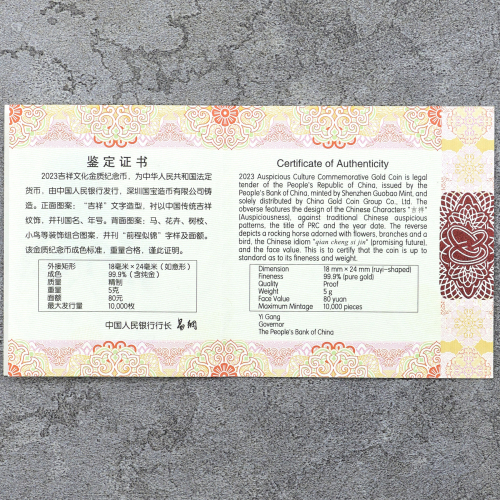 鉴定证书
2023吉祥文化金质纪念币，为中华人民共和国法定
货币，由中国人民银行发行，深圳国宝造币有限公司铸
造。正面图案：“吉祥”文字造型，衬以中国传统吉祥
纹饰，并刊国名、年号。背面图案：马、花卉、树枝、
小鸟等装饰组合图案，并刊“前程似锦”字样及面额。
该金质纪念币成色标准，重量合格，谨此证明。
外接矩形 18毫米×24毫米（如意形）
成色 99.9%（含纯金）
质量 精制
重量 5克
面额 80元
最大发行量 10,000枚
中国人民银行行长
Certificate of Authenticity
2023 Auspicious Culture Commemorative Gold Coin is legal
tender of the People's Republic of China, issued by the
People's Bank of China, minted by Shenzhen Guobao Mint, and
solely distributed by China Gold Coin Group Co., Ltd. The
obverse features the design of the Chinese Characters "吉祥"
(Auspiciousness), against traditional Chinese auspicious
patterns, the title of PRC and the year date. The reverse
depicts a rocking horse adorned with flowers, branches and a
bird, the Chinese idiom "qian cheng si jin" (promising future),
and the face value. This is to certify that the coin is up to
standard as to its fineness and weight.
Dimension 18 mm × 24 mm (ruyi-shaped)
Fineness 99.9% (pure gold)
Quality Proof
Weight 5 g
Face Value 80 yuan
Maximum Mintage 10,000 pieces
Yi Gang
Governor
The People's Bank of China